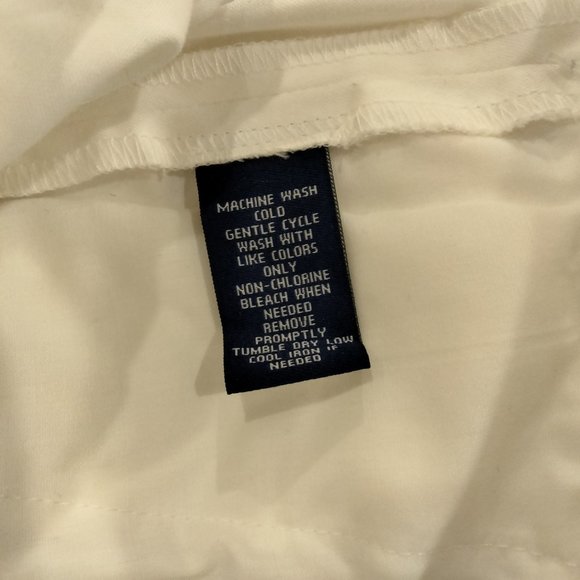 MACHINE WASH
COLD
GENTLE CYCLE
WASH WITH
LIKE COLORS
ONLY
NON-CHLORINE
BLEACH WHEN
NEEDED
REMOVE
PROMPTLY
TUMBLE DRY LOW
COOL IRON IF
NEEDED